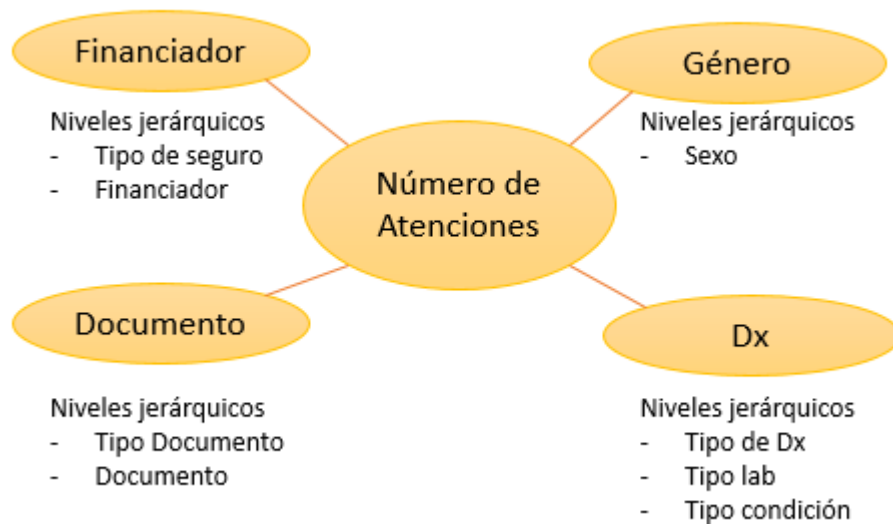 Financiador
Niveles jerárquicos
- Tipo de seguro
- Financiador
Género
Niveles jerárquicos
- Sexo
Número de
Atenciones
Documento
Niveles jerárquicos
- Tipo Documento
- Documento
Dx
Niveles jerárquicos
- Tipo de Dx
- Tipo lab
- Tipo condición